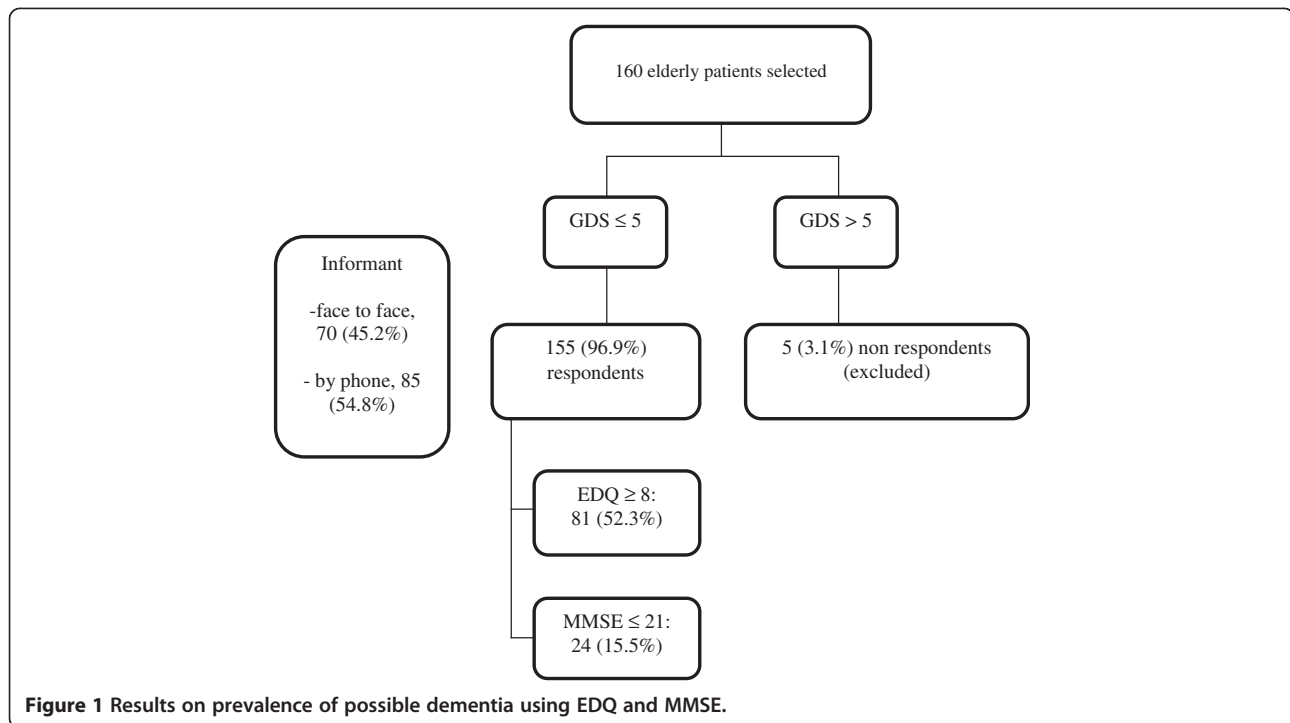 160 elderly patients selected
GDS ≤ 5
GDS > 5
Informant
-face to face,
70 (45.2%)
- by phone, 85
(54.8%)
155 (96.9%)
respondents
5 (3.1%) non respondents
(excluded)
EDQ ≥ 8:
81 (52.3%)
MMSE ≤ 21:
24 (15.5%)
Figure 1 Results on prevalence of possible dementia using EDQ and MMSE.